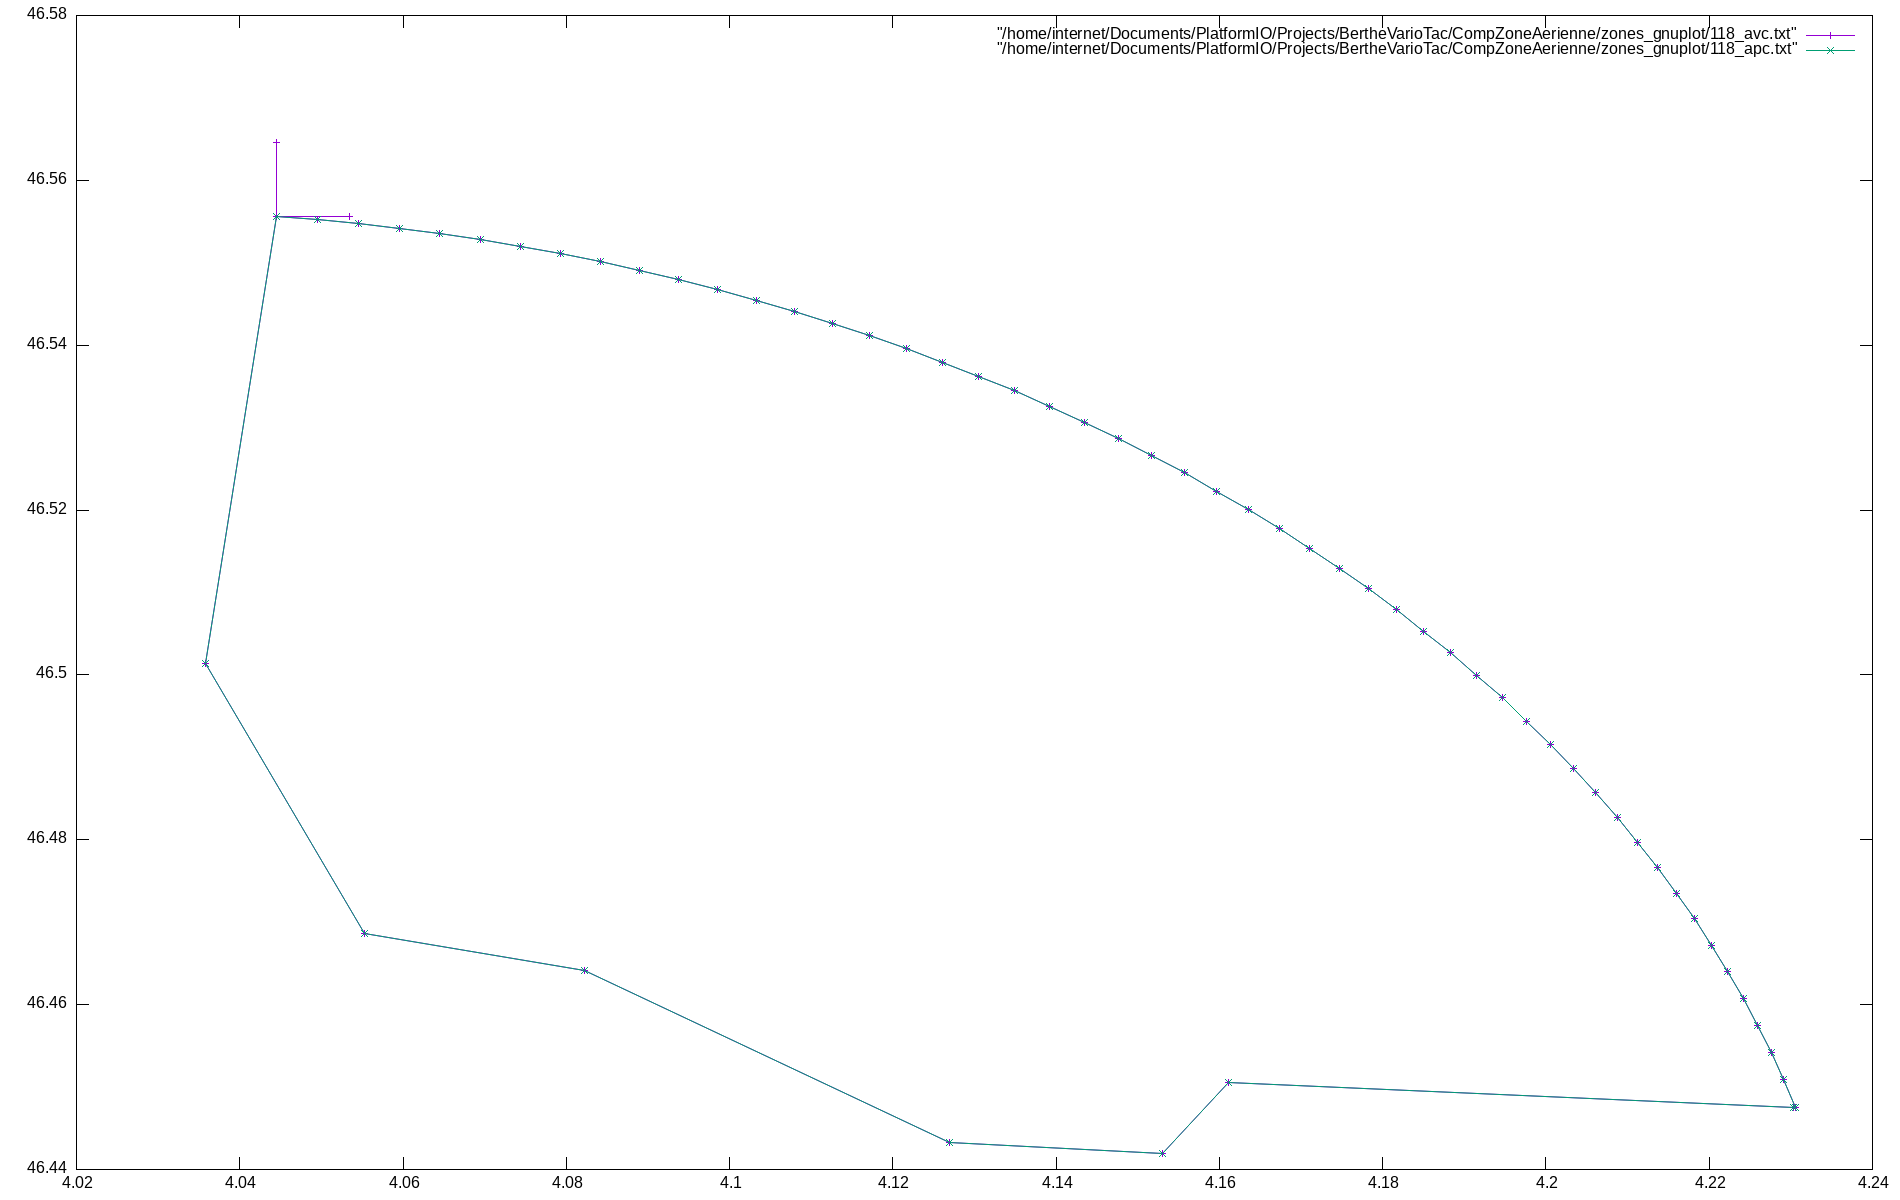 46.58
"/home/internet/Documents/PlatformIO/Projects/BertheVarioTac/CompZoneAerienne/zones_gnuplot/118_avc.txt"
"/home/internet/Documents/PlatformIO/Projects/BertheVarioTac/CompZoneAerienne/zones_gnuplot/118_apc.txt"
46.56
46.54
46.52
46.5
46.48
46.46
46.44
4.02 4.04 4.06 4.08 4.1 4.12 4.14 4.16 4.18 4.2 4.22 4.24